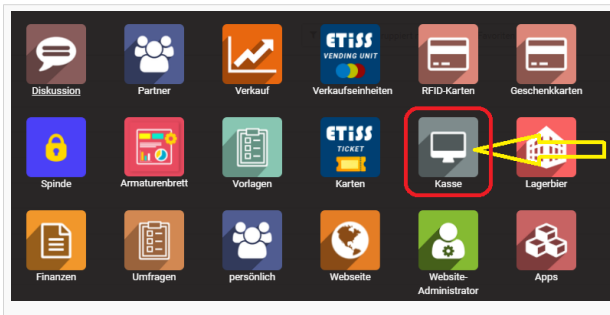 ETiSS
VENDING UNIT
Diskussion
Partner
Verkauf
Verkaufseinheiten
RFID-Karten
Geschenkkarten
ETiSS
TICKET
Spinde
Armaturenbrett
Vorlagen
Karten
Kasse
Lagerbier
Finanzen
Umfragen
persönlich
Webseite
Website-
Administrator
Apps